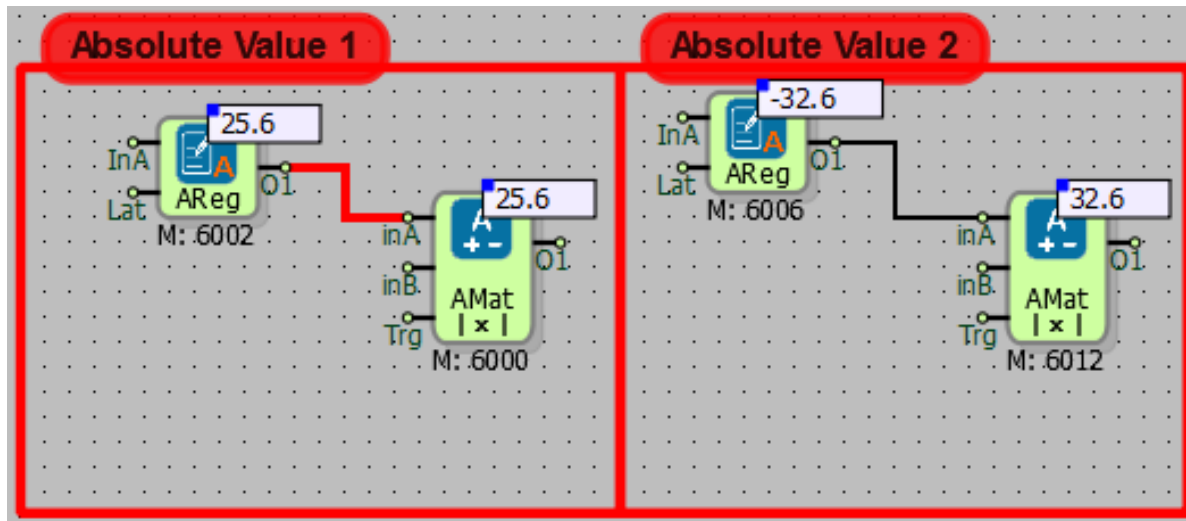 Absolute Value 1
25.6
InA
A
O1
Lat
AReg
M: 6002
25.6
inA
A
O1
inB
AMat
| x |
Trg
M: 6000
Absolute Value 2
-32.6
InA
A
O1
Lat
AReg
M: 6006
32.6
inA
A
O1
inB
AMat
| x |
Trg
M: 6012